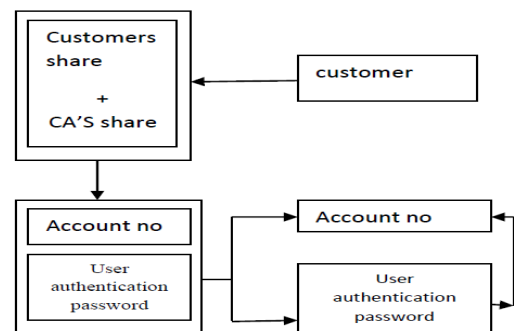 Customers
share
+
CA'S share
customer
Account no
User
authentication
password
Account no
User
authentication
password